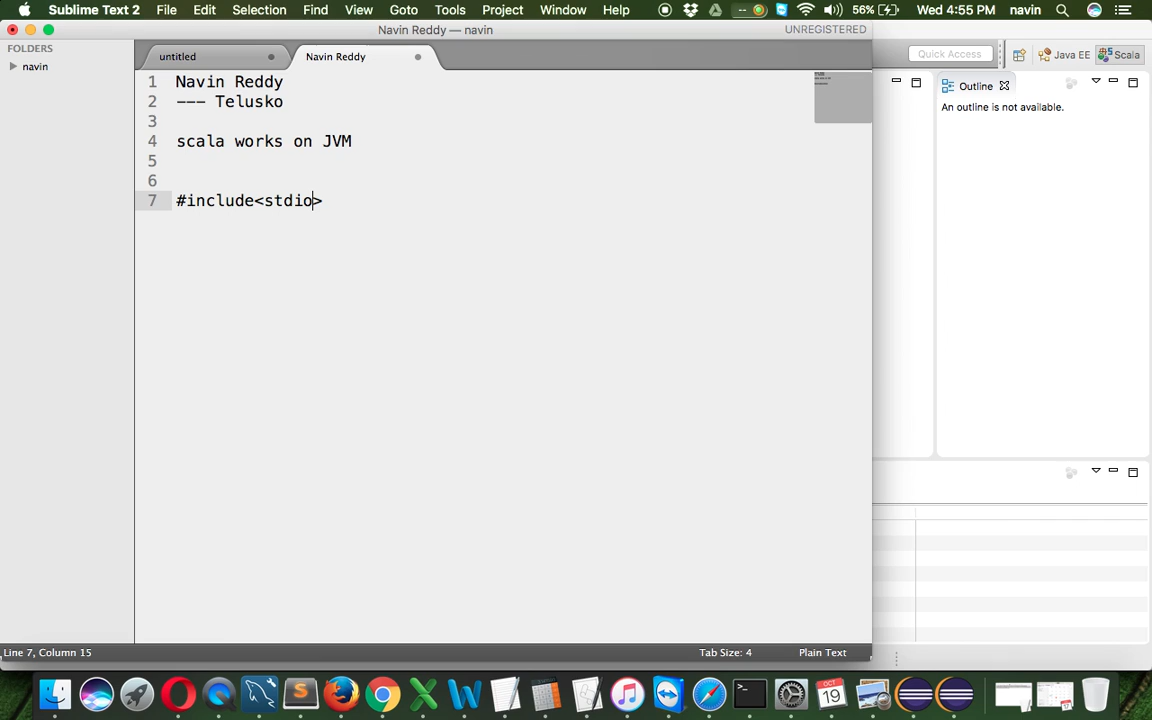 Sublime Text 2 File Edit Selection Find View Goto Tools Project Window Help 56% Wed 4:55 PM navin
Navin Reddy — navin UNREGISTERED
FOLDERS
navin
untitled Navin Reddy
Quick Access Java EE Scala
Outline
An outline is not available.
1 Navin Reddy
2 --- Telusko
3
4 scala works on JVM
5
6
7 #include<stdio>
Line 7, Column 15 Tab Size: 4 Plain Text